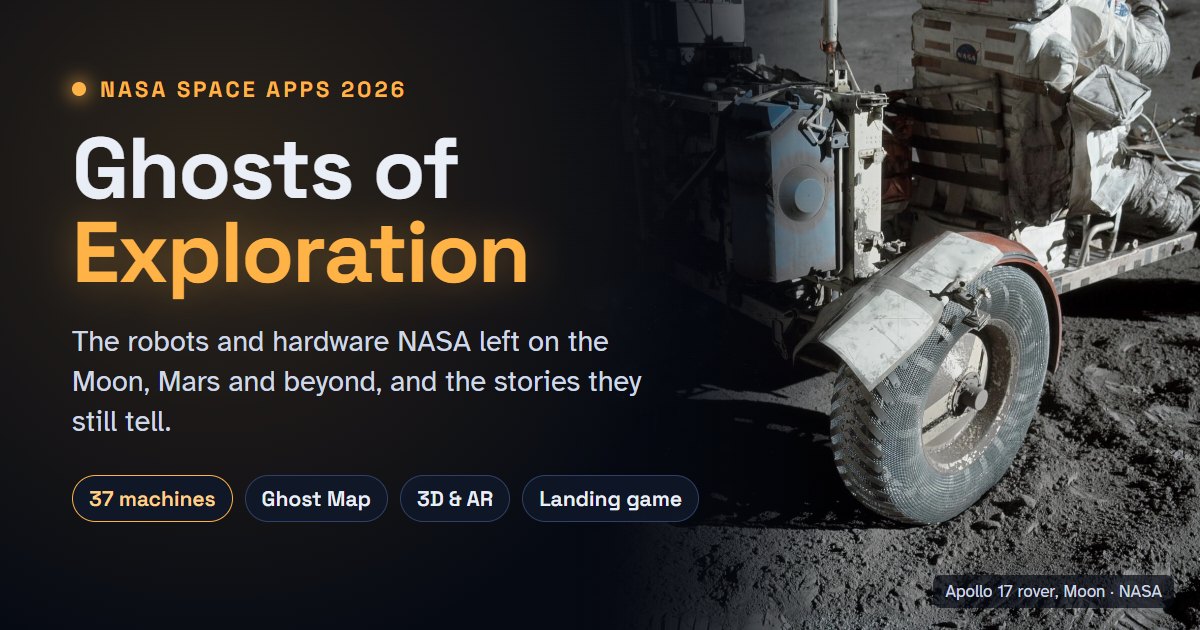 NASA SPACE APPS 2026
Ghosts of
Exploration
The robots and hardware NASA left on the
Moon, Mars and beyond, and the stories they
still tell.
37 machines
Ghost Map
3D & AR
Landing game
NASA
Apollo 17 rover, Moon · NASA